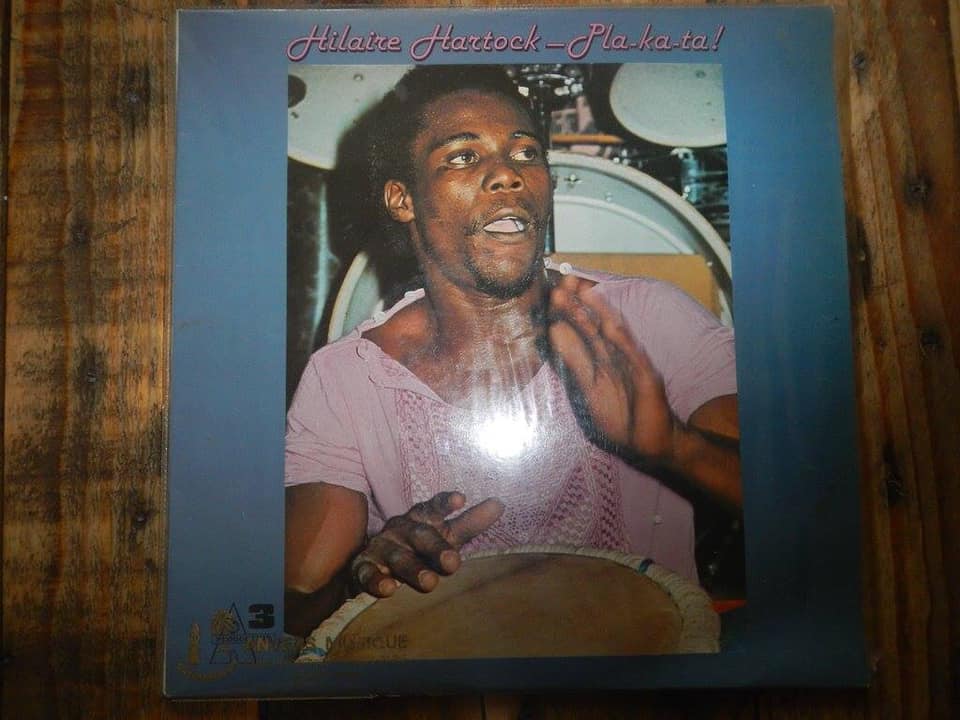 Hilaire Hartock – Pla-ka-ta!
3
MUSIQUE